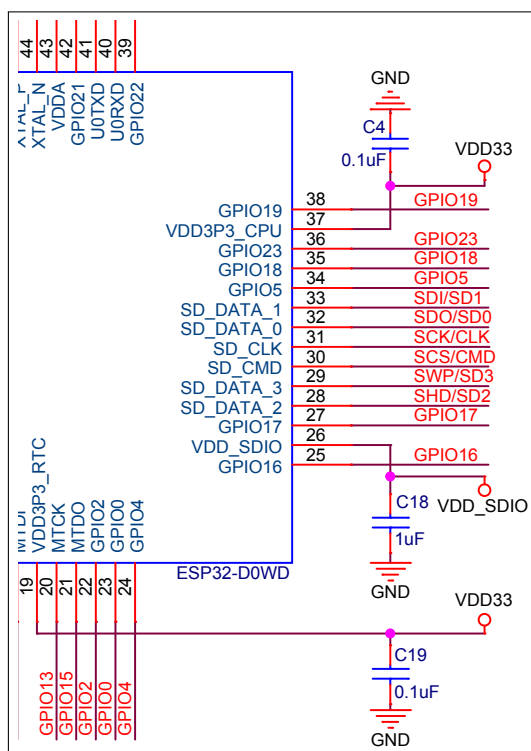 44
43
42
41
40
39
XTAL_P
XTAL_N
VDDA
GPIO21
U0TXD
U0RXD
GPIO22
GND
C4
0.1uF
VDD33
GPIO19 38 GPIO19
VDD3P3_CPU 37
GPIO23 36 GPIO23
GPIO18 35 GPIO18
GPIO5 34 GPIO5
SD_DATA_1 33 SDI/SD1
SD_DATA_0 32 SDO/SD0
SD_CLK 31 SCK/CLK
SD_CMD 30 SCS/CMD
SD_DATA_3 29 SWP/SD3
SD_DATA_2 28 SHD/SD2
GPIO17 27 GPIO17
VDD_SDIO 26
GPIO16 25 GPIO16
VDD_SDIO
C18
1uF
GND
MTDI
VDD3P3_RTC
MTCK
MTDO
GPIO2
GPIO0
GPIO4
ESP32-D0WD
19
20
21
22
23
24
VDD33
GPIO13
GPIO15
GPIO2
GPIO0
GPIO4
C19
0.1uF
GND